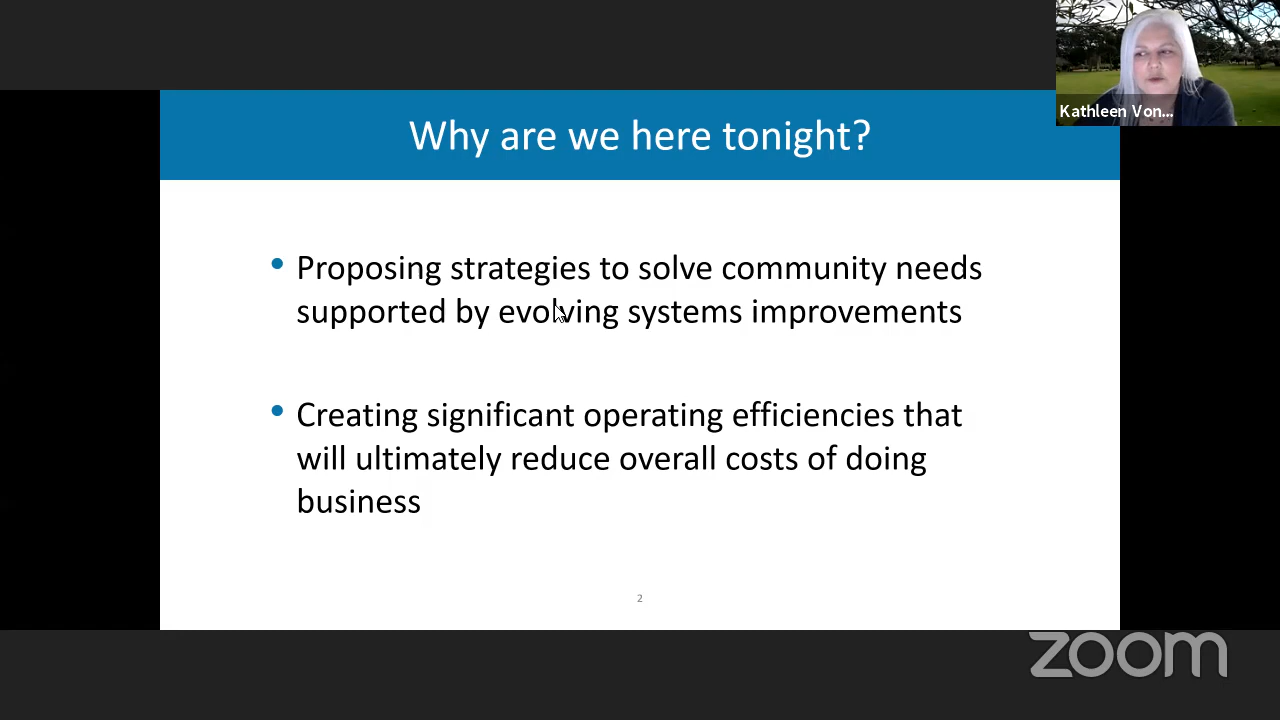 Kathleen Von...
Why are we here tonight?
• Proposing strategies to solve community needs
supported by evolving systems improvements
• Creating significant operating efficiencies that
will ultimately reduce overall costs of doing
business
2
zoom